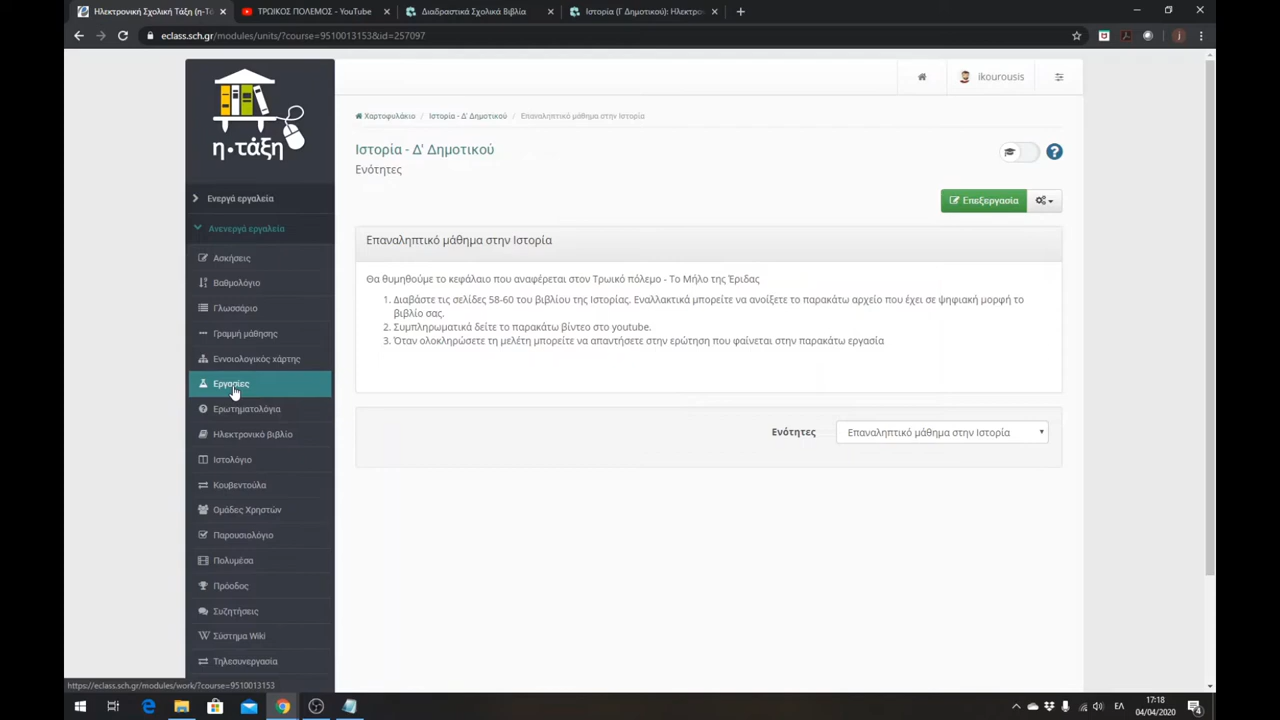 Ηλεκτρονική Σχολική Τάξη (η-Τά
ΤΡΩΙΚΟΣ ΠΟΛΕΜΟΣ - YouTube
Διαδραστικά Σχολικά Βιβλία
Ιστορία (Γ Δημοτικού): Ηλεκτρο
eclass.sch.gr/modules/units/?course=9510013153&id=257097
η·τάξη
ikourousis
Χαρτοφυλάκιο / Ιστορία - Δ' Δημοτικού / Επαναληπτικό μάθημα στην Ιστορία
Ιστορία - Δ' Δημοτικού
Ενότητες
Επεξεργασία
Ενεργά εργαλεία
Ανενεργά εργαλεία
Ασκήσεις
Βαθμολόγιο
Γλωσσάριο
Γραμμή μάθησης
Εννοιολογικός χάρτης
Εργασίες
Ερωτηματολόγια
Ηλεκτρονικό βιβλίο
Ιστολόγιο
Κουβεντούλα
Ομάδες Χρηστών
Παρουσιολόγιο
Πολυμέσα
Πρόοδος
Συζητήσεις
Σύστημα Wiki
Τηλεσυνεργασία
Επαναληπτικό μάθημα στην Ιστορία
Θα θυμηθούμε το κεφάλαιο που αναφέρεται στον Τρωικό πόλεμο - Το Μήλο της Έριδας
1. Διαβάστε τις σελίδες 58-60 του βιβλίου της Ιστορίας. Εναλλακτικά μπορείτε να ανοίξετε το παρακάτω αρχείο που έχει σε ψηφιακή μορφή το
βιβλίο σας.
2. Συμπληρωματικά δείτε το παρακάτω βίντεο στο youtube.
3. Όταν ολοκληρώσετε τη μελέτη μπορείτε να απαντήσετε στην ερώτηση που φαίνεται στην παρακάτω εργασία
Ενότητες
Επαναληπτικό μάθημα στην Ιστορία
https://eclass.sch.gr/modules/work/?course=9510013153
ΕΛ
17:18
04/04/2020
4